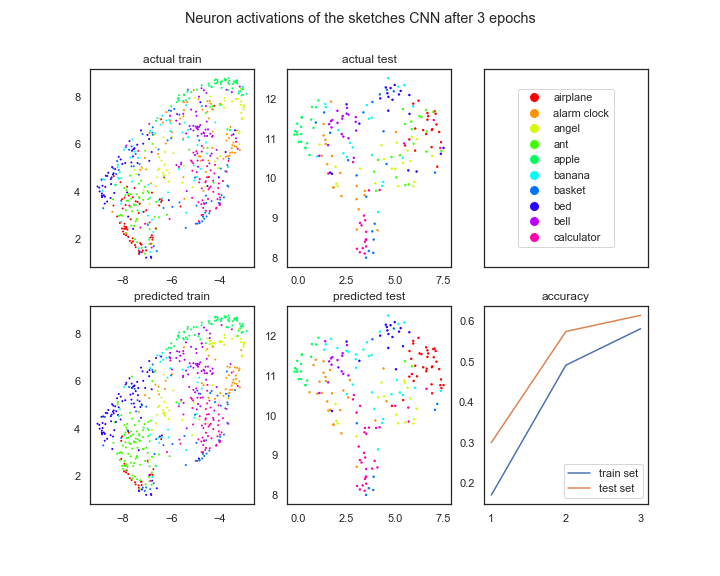 Neuron activations of the sketches CNN after 3 epochs
actual train
8
6
4
2
−8
−6
−4
actual test
12
11
10
9
8
0.0
2.5
5.0
7.5
airplane
alarm clock
angel
ant
apple
banana
basket
bed
bell
calculator
predicted train
8
6
4
2
−8
−6
−4
predicted test
12
11
10
9
8
0.0
2.5
5.0
7.5
accuracy
0.6
0.5
0.4
0.3
0.2
train set
test set
1
2
3